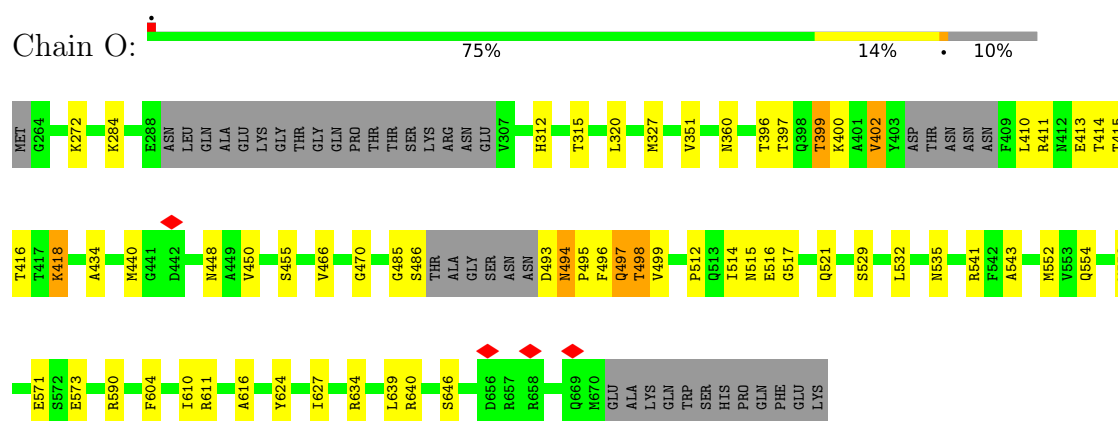 Chain O:
75% 14% • 10%
MET G264 K272 K284 E288 ASN LEU GLN ALA GLU LYS GLY THR GLY GLN PRO THR THR SER LYS ARG ASN GLU V307 H312 T315 L320 M327 V351 N360 T396 T397 Q398 T399 K400 A401 V402 Y403 ASP THR ASN ASN ASN F409 L410 R411 N412 E413 T414 T415
T416 T417 K418 A434 M440 G441 D442 N448 A449 V450 S455 V466 G470 G485 S486 THR ALA GLY SER ASN ASN D493 N494 P495 F496 Q497 T498 V499 P512 Q513 I514 N515 E516 G517 Q521 S529 L532 N535 R541 F542 A543 M552 V553 Q554
E571 S572 E573 R590 F604 I610 R611 A616 Y624 I627 R634 L639 R640 S646 D656 R657 R658 Q669 M670 GLU ALA LYS GLN TRP SER HIS PRO GLN PHE GLU LYS